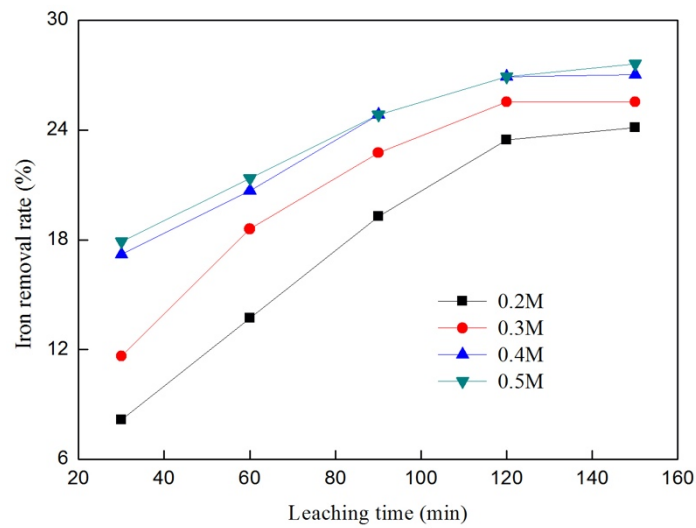 30
24
18
12
6
Iron removal rate (%)
0.2M
0.3M
0.4M
0.5M
20 40 60 80 100 120 140 160
Leaching time (min)